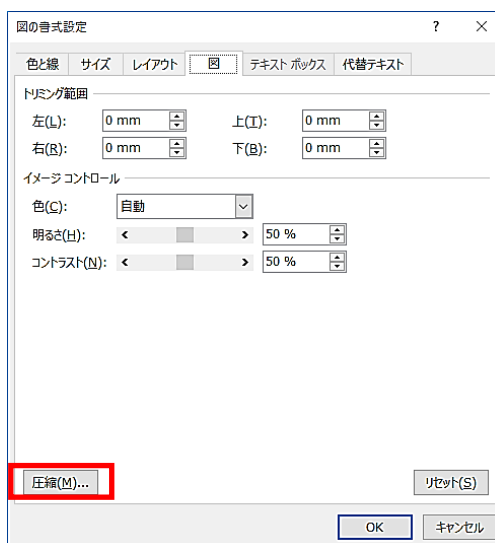 図の書式設定 ? ×
色と線 サイズ レイアウト 図 テキスト ボックス 代替テキスト
トリミング範囲
左(L): 0 mm 上(T): 0 mm
右(R): 0 mm 下(B): 0 mm
イメージ コントロール
色(C): 自動
明るさ(H): 50 %
コントラスト(N): 50 %
圧縮(M)... リセット(S)
OK キャンセル